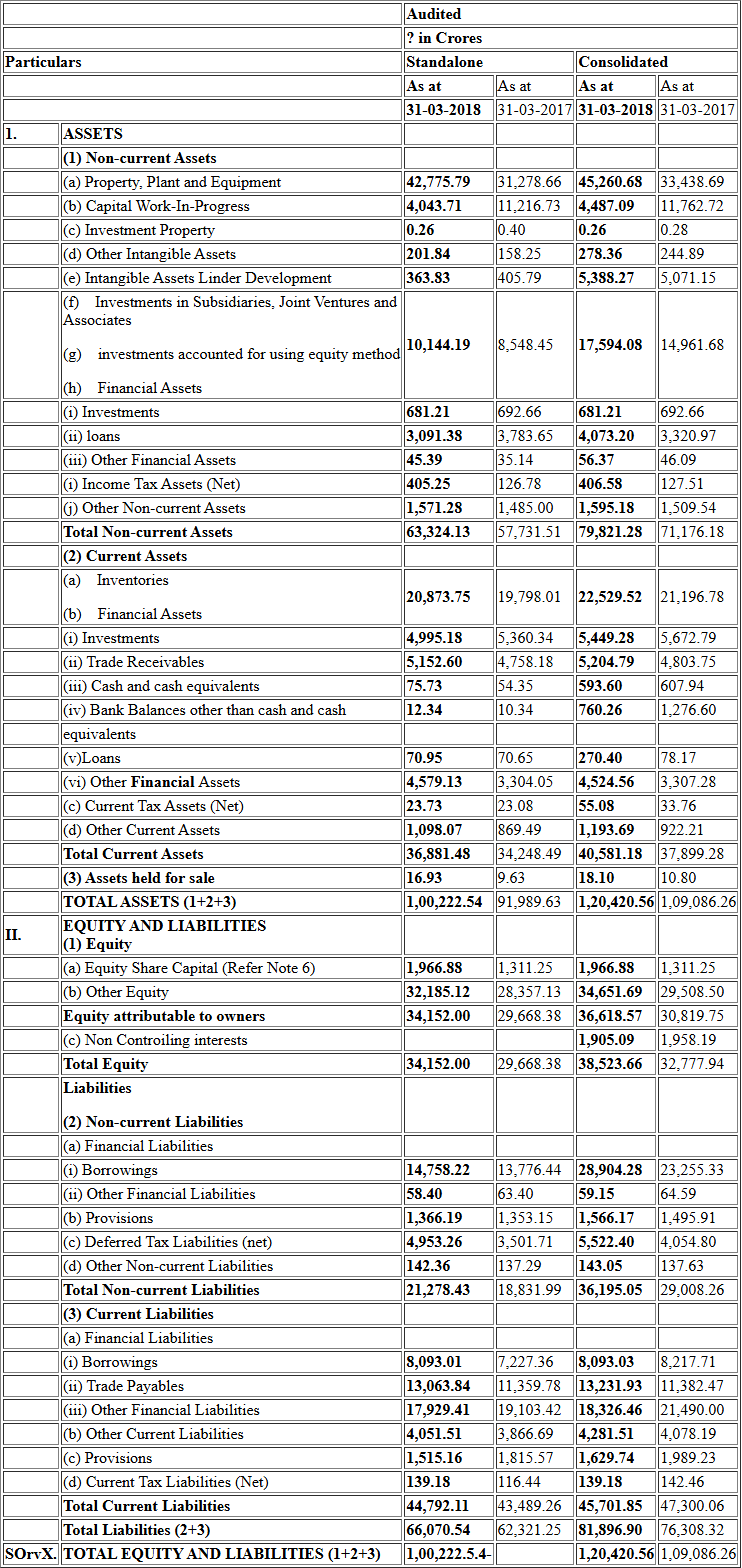 Audited
? in Crores
Particulars Standalone Consolidated
As at As at As at As at
31-03-2018 31-03-2017 31-03-2018 31-03-2017
1. ASSETS
(1) Non-current Assets
(a) Property, Plant and Equipment 42,775.79 31,278.66 45,260.68 33,438.69
(b) Capital Work-In-Progress 4,043.71 11,216.73 4,487.09 11,762.72
(c) Investment Property 0.26 0.40 0.26 0.28
(d) Other Intangible Assets 201.84 158.25 278.36 244.89
(e) Intangible Assets Linder Development 363.83 405.79 5,388.27 5,071.15
(f) Investments in Subsidiaries, Joint Ventures and
Associates
(g) investments accounted for using equity method 10,144.19 8,548.45 17,594.08 14,961.68
(h) Financial Assets
(i) Investments 681.21 692.66 681.21 692.66
(ii) loans 3,091.38 3,783.65 4,073.20 3,320.97
(iii) Other Financial Assets 45.39 35.14 56.37 46.09
(i) Income Tax Assets (Net) 405.25 126.78 406.58 127.51
(j) Other Non-current Assets 1,571.28 1,485.00 1,595.18 1,509.54
Total Non-current Assets 63,324.13 57,731.51 79,821.28 71,176.18
(2) Current Assets
(a) Inventories 20,873.75 19,798.01 22,529.52 21,196.78
(b) Financial Assets
(i) Investments 4,995.18 5,360.34 5,449.28 5,672.79
(ii) Trade Receivables 5,152.60 4,758.18 5,204.79 4,803.75
(iii) Cash and cash equivalents 75.73 54.35 593.60 607.94
(iv) Bank Balances other than cash and cash 12.34 10.34 760.26 1,276.60
equivalents
(v)Loans 70.95 70.65 270.40 78.17
(vi) Other Financial Assets 4,579.13 3,304.05 4,524.56 3,307.28
(c) Current Tax Assets (Net) 23.73 23.08 55.08 33.76
(d) Other Current Assets 1,098.07 869.49 1,193.69 922.21
Total Current Assets 36,881.48 34,248.49 40,581.18 37,899.28
(3) Assets held for sale 16.93 9.63 18.10 10.80
TOTAL ASSETS (1+2+3) 1,00,222.54 91,989.63 1,20,420.56 1,09,086.26
II. EQUITY AND LIABILITIES
(1) Equity
(a) Equity Share Capital (Refer Note 6) 1,966.88 1,311.25 1,966.88 1,311.25
(b) Other Equity 32,185.12 28,357.13 34,651.69 29,508.50
Equity attributable to owners 34,152.00 29,668.38 36,618.57 30,819.75
(c) Non Controiling interests 1,905.09 1,958.19
Total Equity 34,152.00 29,668.38 38,523.66 32,777.94
Liabilities
(2) Non-current Liabilities
(a) Financial Liabilities
(i) Borrowings 14,758.22 13,776.44 28,904.28 23,255.33
(ii) Other Financial Liabilities 58.40 63.40 59.15 64.59
(b) Provisions 1,366.19 1,353.15 1,566.17 1,495.91
(c) Deferred Tax Liabilities (net) 4,953.26 3,501.71 5,522.40 4,054.80
(d) Other Non-current Liabilities 142.36 137.29 143.05 137.63
Total Non-current Liabilities 21,278.43 18,831.99 36,195.05 29,008.26
(3) Current Liabilities
(a) Financial Liabilities
(i) Borrowings 8,093.01 7,227.36 8,093.03 8,217.71
(ii) Trade Payables 13,063.84 11,359.78 13,231.93 11,382.47
(iii) Other Financial Liabilities 17,929.41 19,103.42 18,326.46 21,490.00
(b) Other Current Liabilities 4,051.51 3,866.69 4,281.51 4,078.19
(c) Provisions 1,515.16 1,815.57 1,629.74 1,989.23
(d) Current Tax Liabilities (Net) 139.18 116.44 139.18 142.46
Total Current Liabilities 44,792.11 43,489.26 45,701.85 47,300.06
Total Liabilities (2+3) 66,070.54 62,321.25 81,896.90 76,308.32
SOrvX. TOTAL EQUITY AND LIABILITIES (1+2+3) 1,00,222.5.4- 1,20,420.56 1,09,086.26